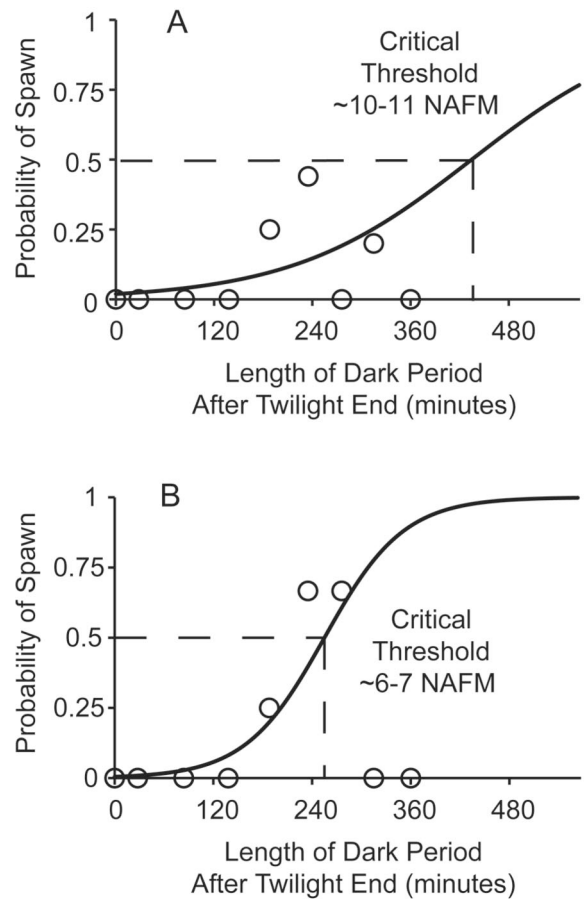 A
Critical
Threshold
~10-11 NAFM
Probability of Spawn
1
0.75
0.5
0.25
0
0 120 240 360 480
Length of Dark Period
After Twilight End (minutes)
B
Critical
Threshold
~6-7 NAFM
Probability of Spawn
1
0.75
0.5
0.25
0
0 120 240 360 480
Length of Dark Period
After Twilight End (minutes)